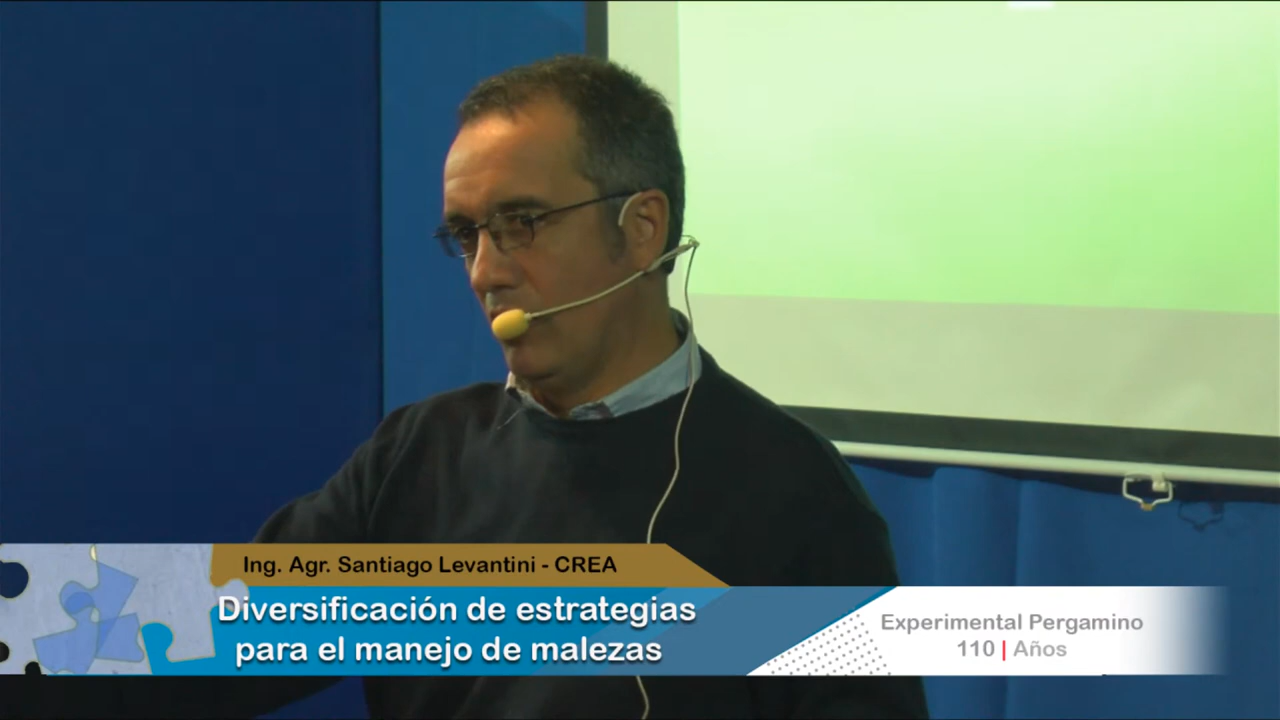 Ing. Agr. Santiago Levantini - CREA
Diversificación de estrategias
para el manejo de malezas
Experimental Pergamino
110 | Años